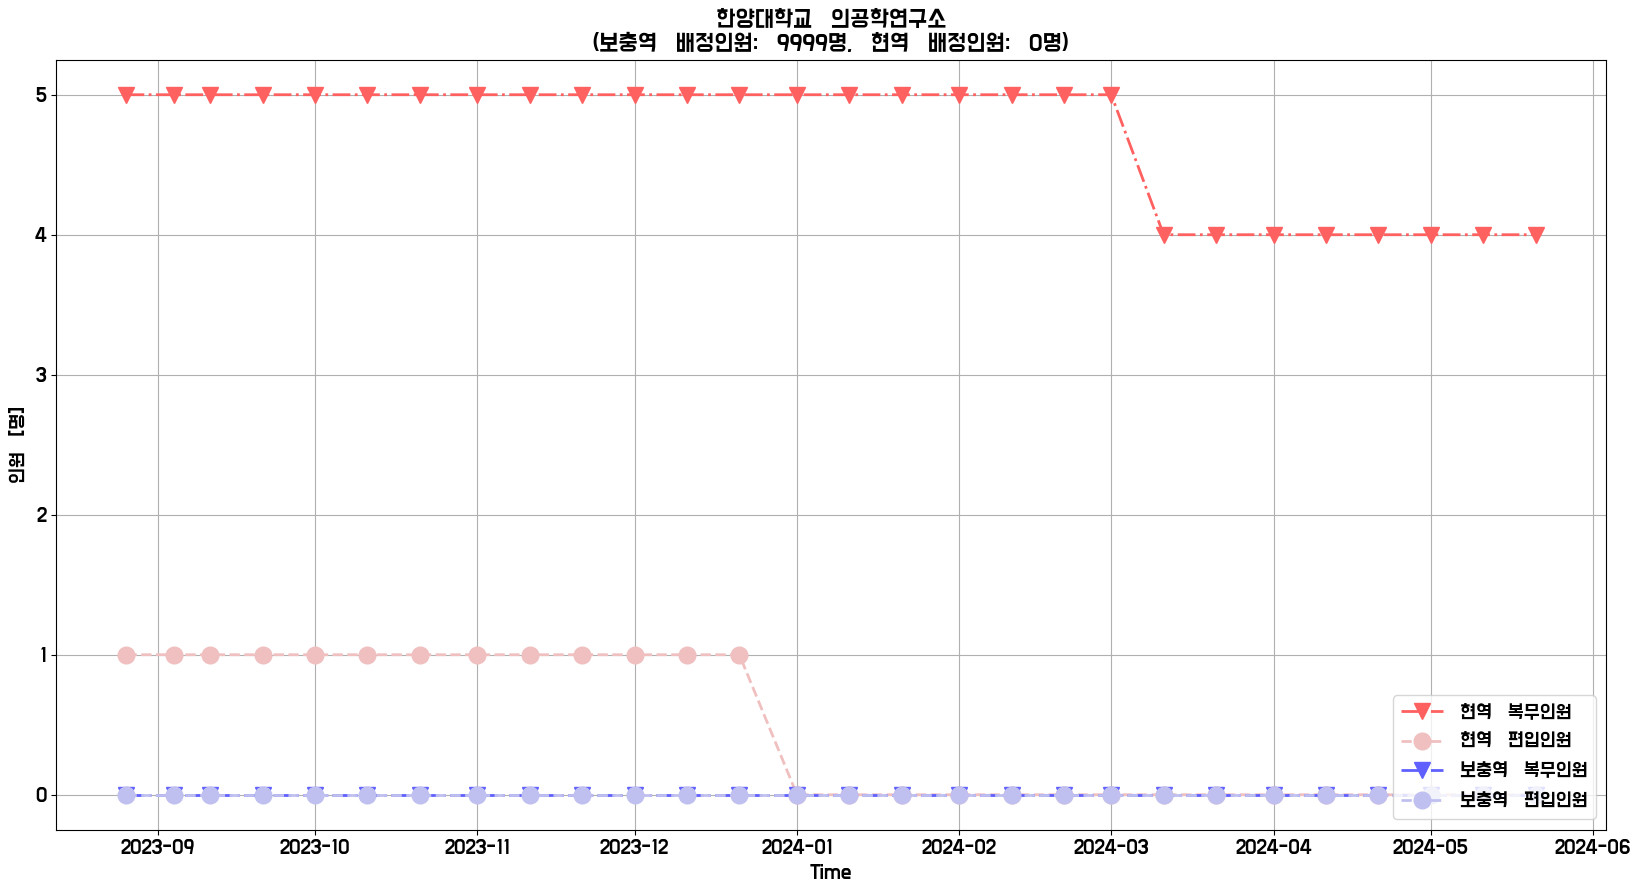 한양대학교 의공학연구소
(보충역 배정인원: 9999명, 현역 배정인원: 0명)
인원 [명]
5
4
3
2
1
0
현역 복무인원
현역 편입인원
보충역 복무인원
보충역 편입인원
2023-09 2023-10 2023-11 2023-12 2024-01 2024-02 2024-03 2024-04 2024-05 2024-06
Time